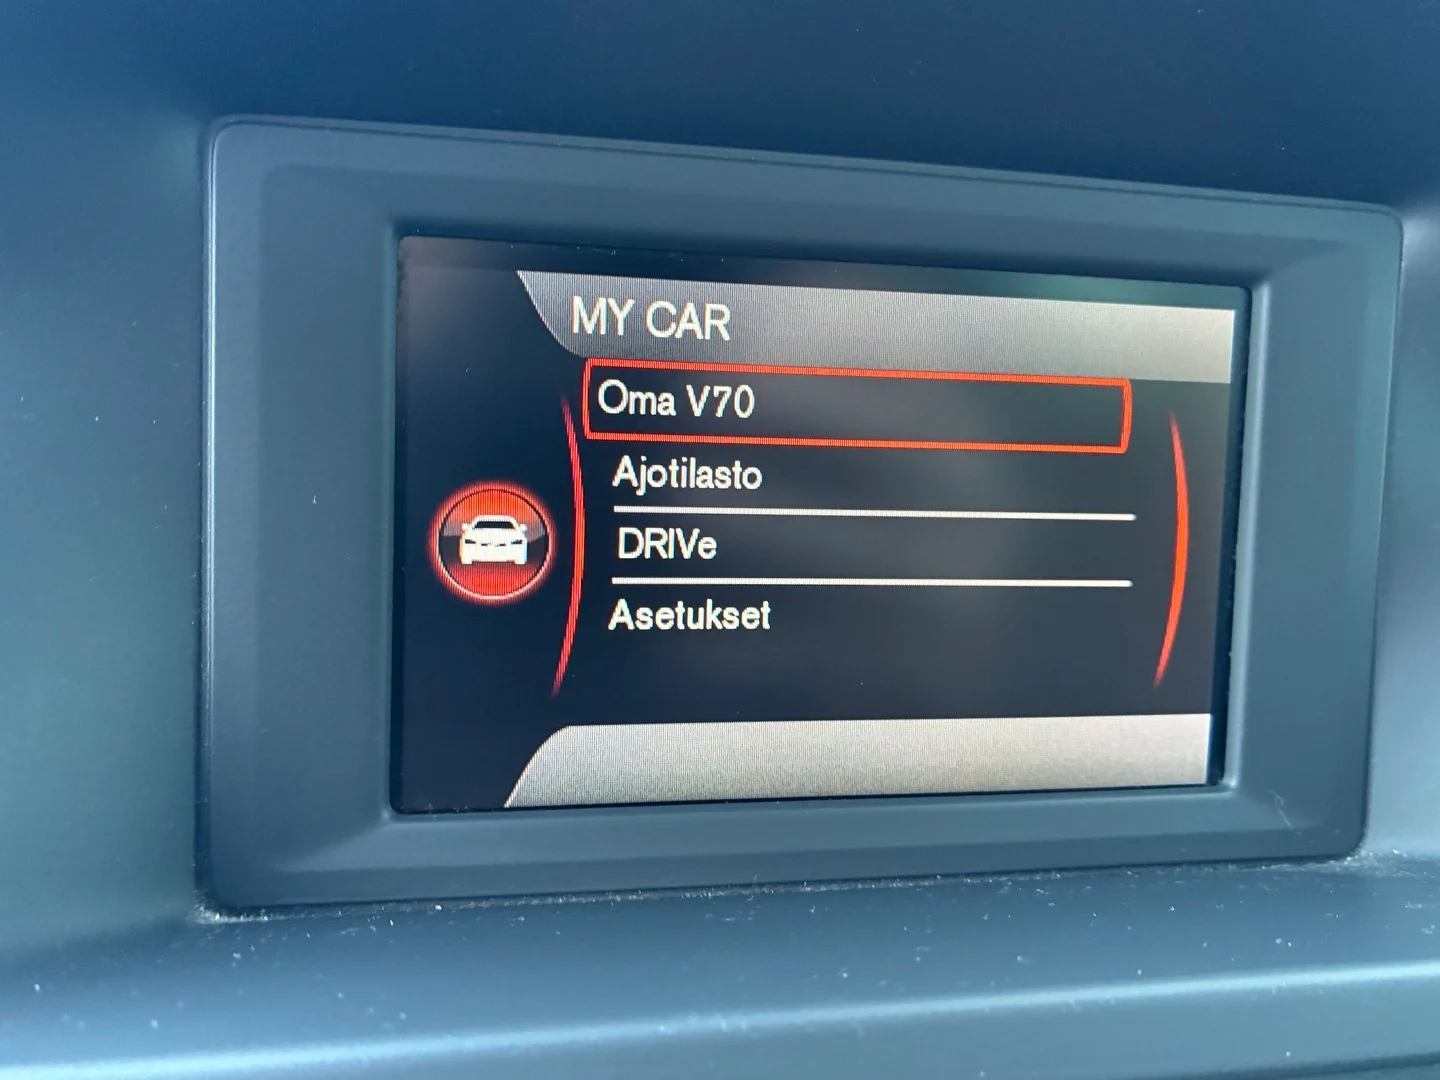 MY CAR
Oma V70
Ajotilasto
DRIVe
Asetukset